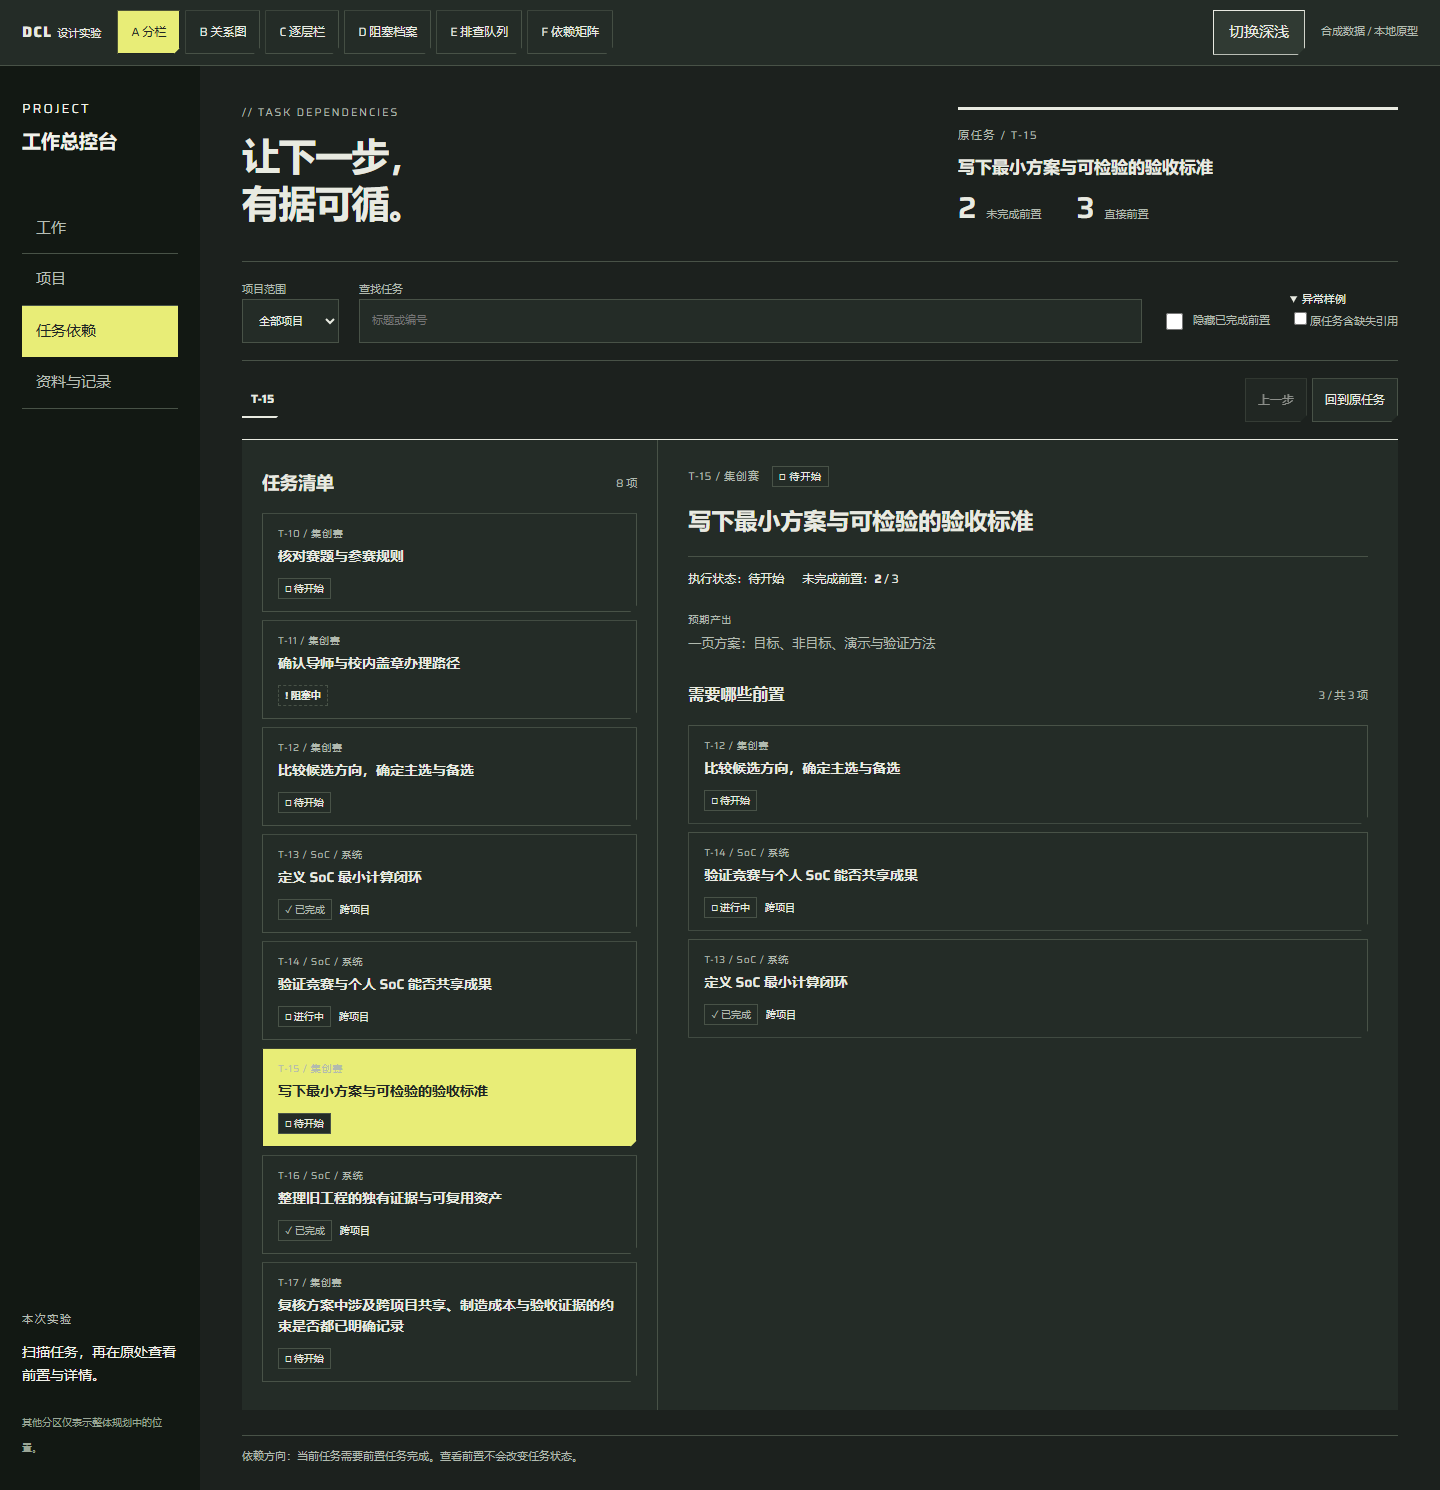 DCL 设计实验
A 分栏
B 关系图
C 逐层栏
D 阻塞档案
E 排查队列
F 依赖矩阵
切换深浅
合成数据 / 本地原型
PROJECT
工作总控台
工作
项目
任务依赖
资料与记录
本次实验
扫描任务，再在原处查看
前置与详情。
其他分区仅表示整体规划中的位
置。
// TASK DEPENDENCIES
让下一步，
有据可循。
原任务 / T-15
写下最小方案与可检验的验收标准
2 未完成前置 3 直接前置
项目范围
全部项目
查找任务
标题或编号
隐藏已完成前置
▼ 异常样例
原任务含缺失引用
T-15
上一步
回到原任务
任务清单
8 项
T-10 / 集创赛
核对赛题与参赛规则
待开始
T-11 / 集创赛
确认导师与校内盖章办理路径
! 阻塞中
T-12 / 集创赛
比较候选方向，确定主选与备选
待开始
T-13 / SoC / 系统
定义 SoC 最小计算闭环
✓ 已完成 跨项目
T-14 / SoC / 系统
验证竞赛与个人 SoC 能否共享成果
进行中 跨项目
T-15 / 集创赛
写下最小方案与可检验的验收标准
待开始
T-16 / SoC / 系统
整理旧工程的独有证据与可复用资产
✓ 已完成 跨项目
T-17 / 集创赛
复核方案中涉及跨项目共享、制造成本与验收证据的约
束是否都已明确记录
待开始
T-15 / 集创赛 待开始
写下最小方案与可检验的验收标准
执行状态：待开始 未完成前置：2 / 3
预期产出
一页方案：目标、非目标、演示与验证方法
需要哪些前置
3 / 共 3 项
T-12 / 集创赛
比较候选方向，确定主选与备选
待开始
T-14 / SoC / 系统
验证竞赛与个人 SoC 能否共享成果
进行中 跨项目
T-13 / SoC / 系统
定义 SoC 最小计算闭环
✓ 已完成 跨项目
依赖方向：当前任务需要前置任务完成。查看前置不会改变任务状态。